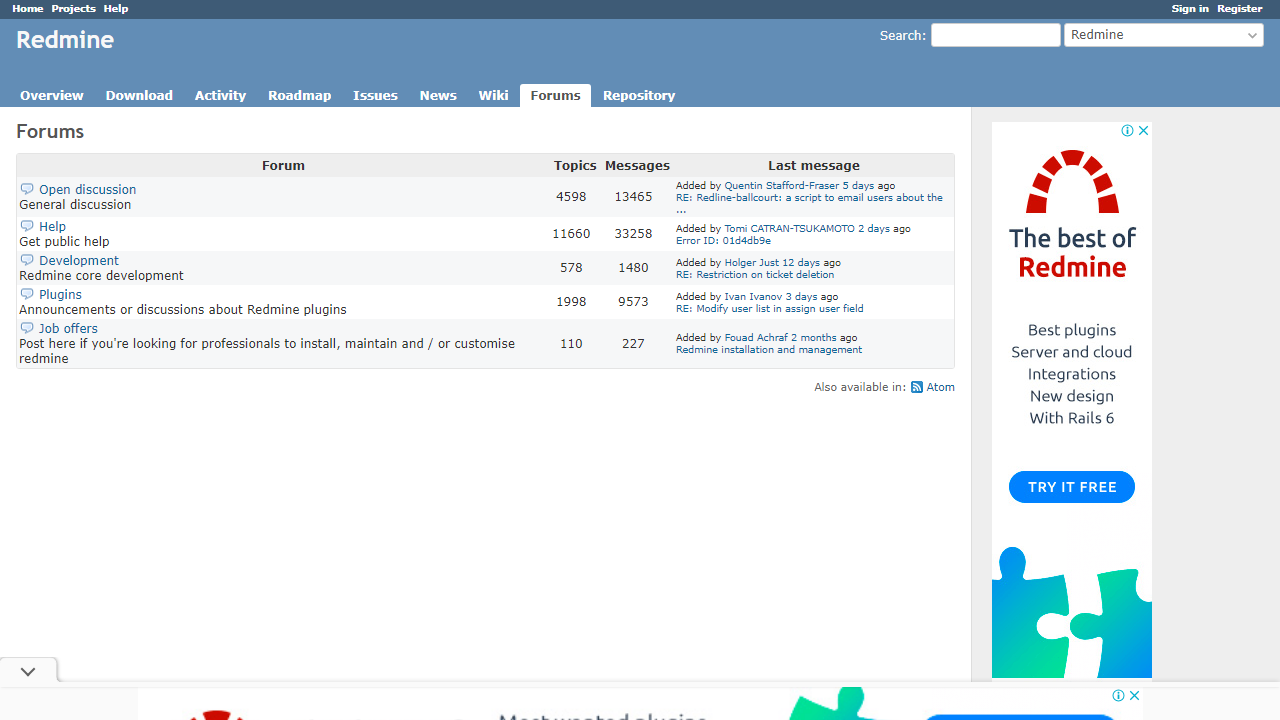 Home Projects Help Sign in Register
Redmine
Search: Redmine
Overview Download Activity Roadmap Issues News Wiki Forums Repository
Forums
Forum Topics Messages Last message
Open discussion
General discussion
4598 13465
Added by Quentin Stafford-Fraser 5 days ago
RE: Redline-ballcourt: a script to email users about the
...
Help
Get public help
11660 33258
Added by Tomi CATRAN-TSUKAMOTO 2 days ago
Error ID: 01d4db9e
Development
Redmine core development
578 1480
Added by Holger Just 12 days ago
RE: Restriction on ticket deletion
Plugins
Announcements or discussions about Redmine plugins
1998 9573
Added by Ivan Ivanov 3 days ago
RE: Modify user list in assign user field
Job offers
Post here if you're looking for professionals to install, maintain and / or customise
redmine
110 227
Added by Fouad Achraf 2 months ago
Redmine installation and management
Also available in: Atom
The best of
Redmine
Best plugins
Server and cloud
Integrations
New design
With Rails 6
TRY IT FREE
Most wanted plugins